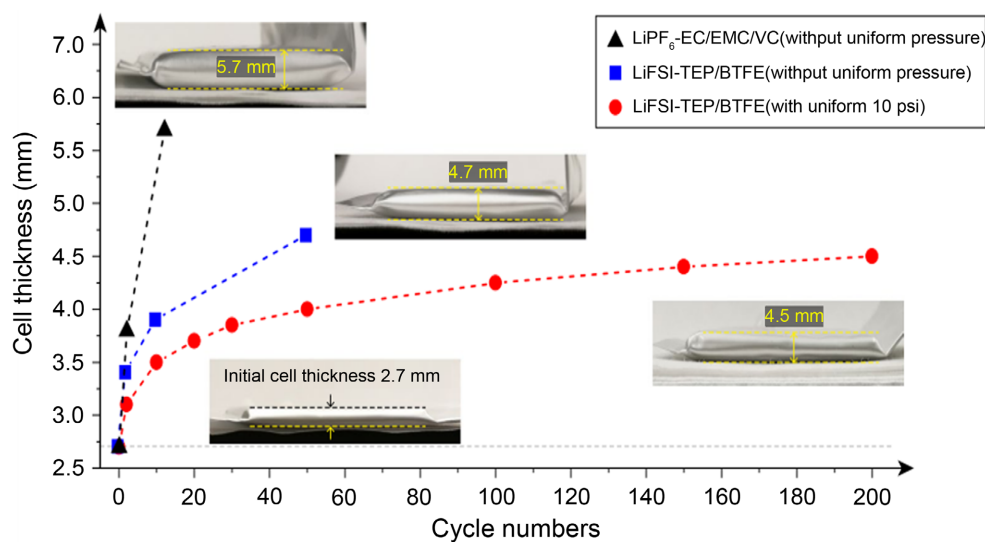 LiPF₆-EC/EMC/VC(withput uniform pressure)
LiFSI-TEP/BTFE(withput uniform pressure)
LiFSI-TEP/BTFE(with uniform 10 psi)
Cell thickness (mm)
7.0
6.0
5.5
5.0
4.5
4.0
3.5
3.0
2.5
5.7 mm
4.7 mm
4.5 mm
Initial cell thickness 2.7 mm
0 20 40 60 80 100 120 140 160 180 200
Cycle numbers